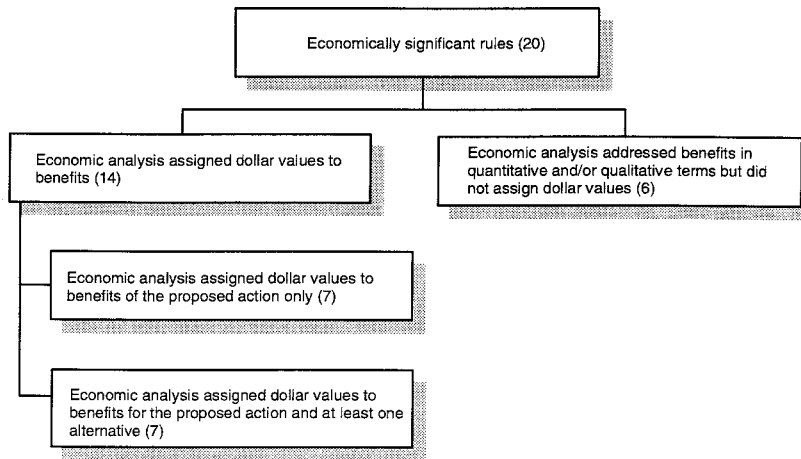 Economically significant rules (20)
Economic analysis assigned dollar values to
benefits (14)
Economic analysis addressed benefits in
quantitative and/or qualitative terms but did
not assign dollar values (6)
Economic analysis assigned dollar values to
benefits of the proposed action only (7)
Economic analysis assigned dollar values to
benefits for the proposed action and at least one
alternative (7)